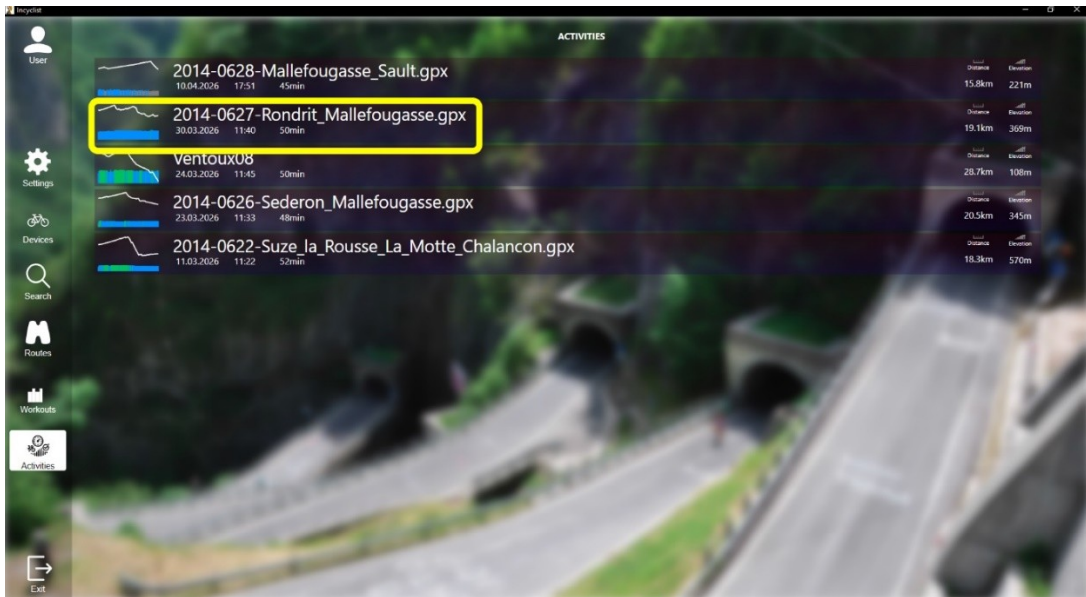 Incyclist
ACTIVITIES
User
Settings
Devices
Search
Routes
Workouts
Activities
Exit
2014-0628-Mallefougasse_Sault.gpx
10.04.2026 17:51 45min
Distance Elevation
15.8km 221m
2014-0627-Rondrit_Mallefougasse.gpx
30.03.2026 11:40 50min
Distance Elevation
19.1km 369m
Ventoux08
24.03.2026 11:45 50min
Distance Elevation
28.7km 108m
2014-0626-Sederon_Mallefougasse.gpx
23.03.2026 11:33 48min
Distance Elevation
20.5km 345m
2014-0622-Suze_la_Rousse_La_Motte_Chalancon.gpx
11.03.2026 11:22 52min
Distance Elevation
18.3km 570m